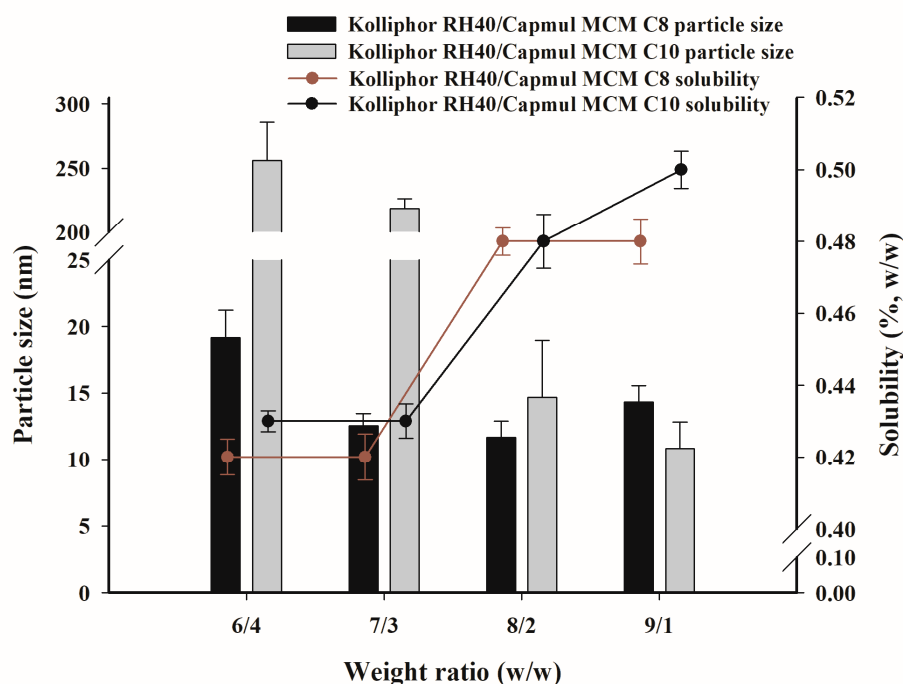 Kolliphor RH40/Capmul MCM C8 particle size
Kolliphor RH40/Capmul MCM C10 particle size
Kolliphor RH40/Capmul MCM C8 solubility
Kolliphor RH40/Capmul MCM C10 solubility
Particle size (nm)
300
250
200
25
20
15
10
5
0
0.52
0.50
0.48
0.46
0.44
0.42
0.40
0.10
0.00
Solubility (%, w/w)
6/4 7/3 8/2 9/1
Weight ratio (w/w)